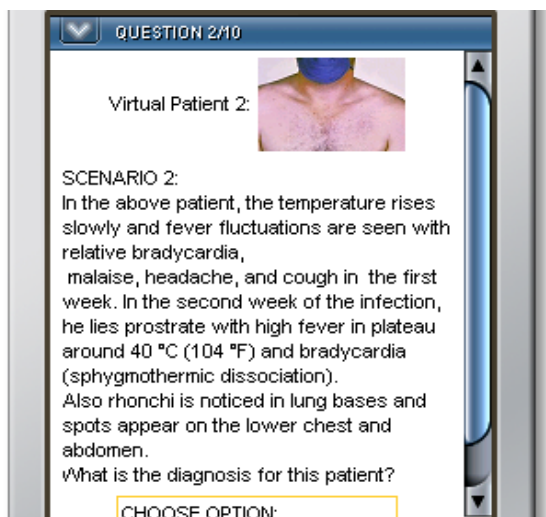 QUESTION 2/10
Virtual Patient 2:
SCENARIO 2:
In the above patient, the temperature rises
slowly and fever fluctuations are seen with
relative bradycardia,
malaise, headache, and cough in the first
week. In the second week of the infection,
he lies prostrate with high fever in plateau
around 40 °C (104 °F) and bradycardia
(sphygmothermic dissociation).
Also rhonchi is noticed in lung bases and
spots appear on the lower chest and
abdomen.
What is the diagnosis for this patient?
CHOOSE OPTION: